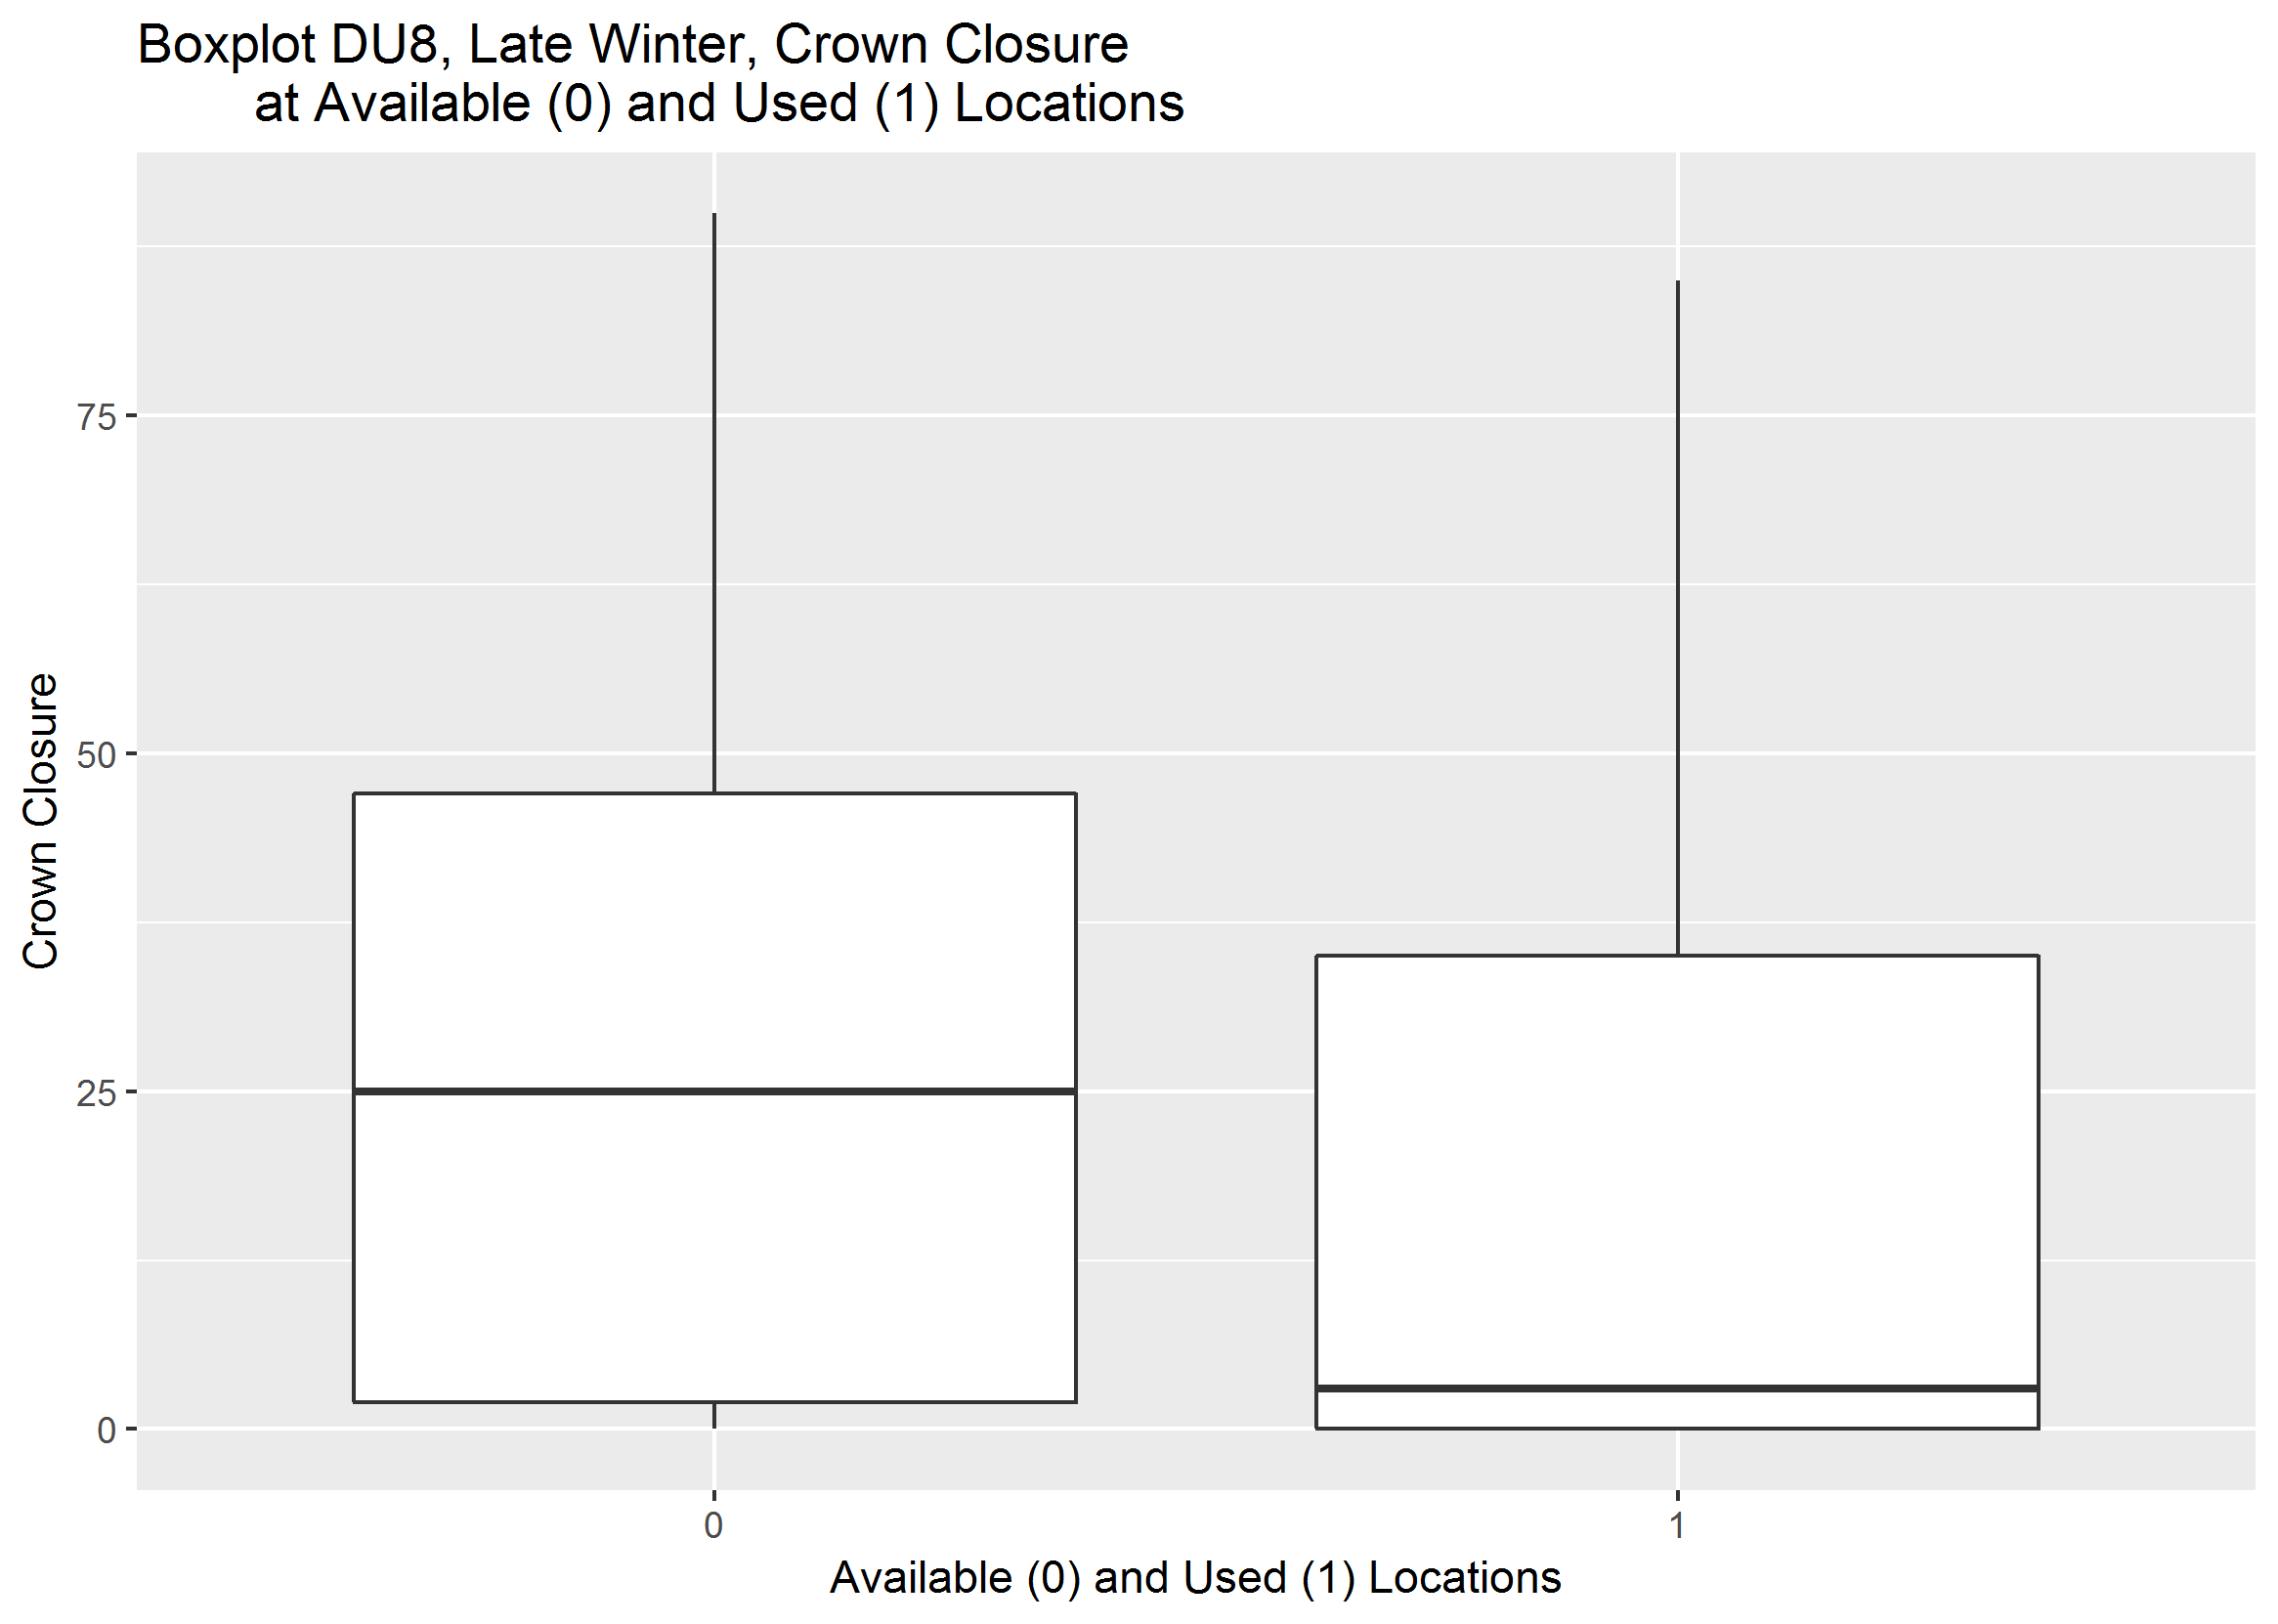 Boxplot DU8, Late Winter, Crown Closure
at Available (0) and Used (1) Locations
Crown Closure
75
50
25
0
0
1
Available (0) and Used (1) Locations